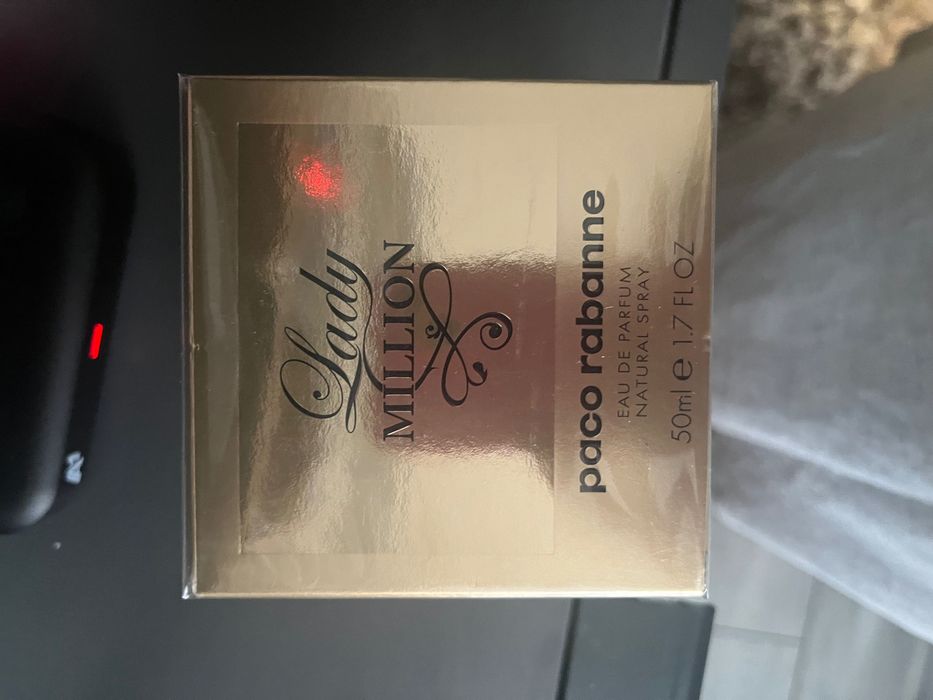 Lady
MILLION
paco rabanne
EAU DE PARFUM
NATURAL SPRAY
50ml e 1.7 FL OZ